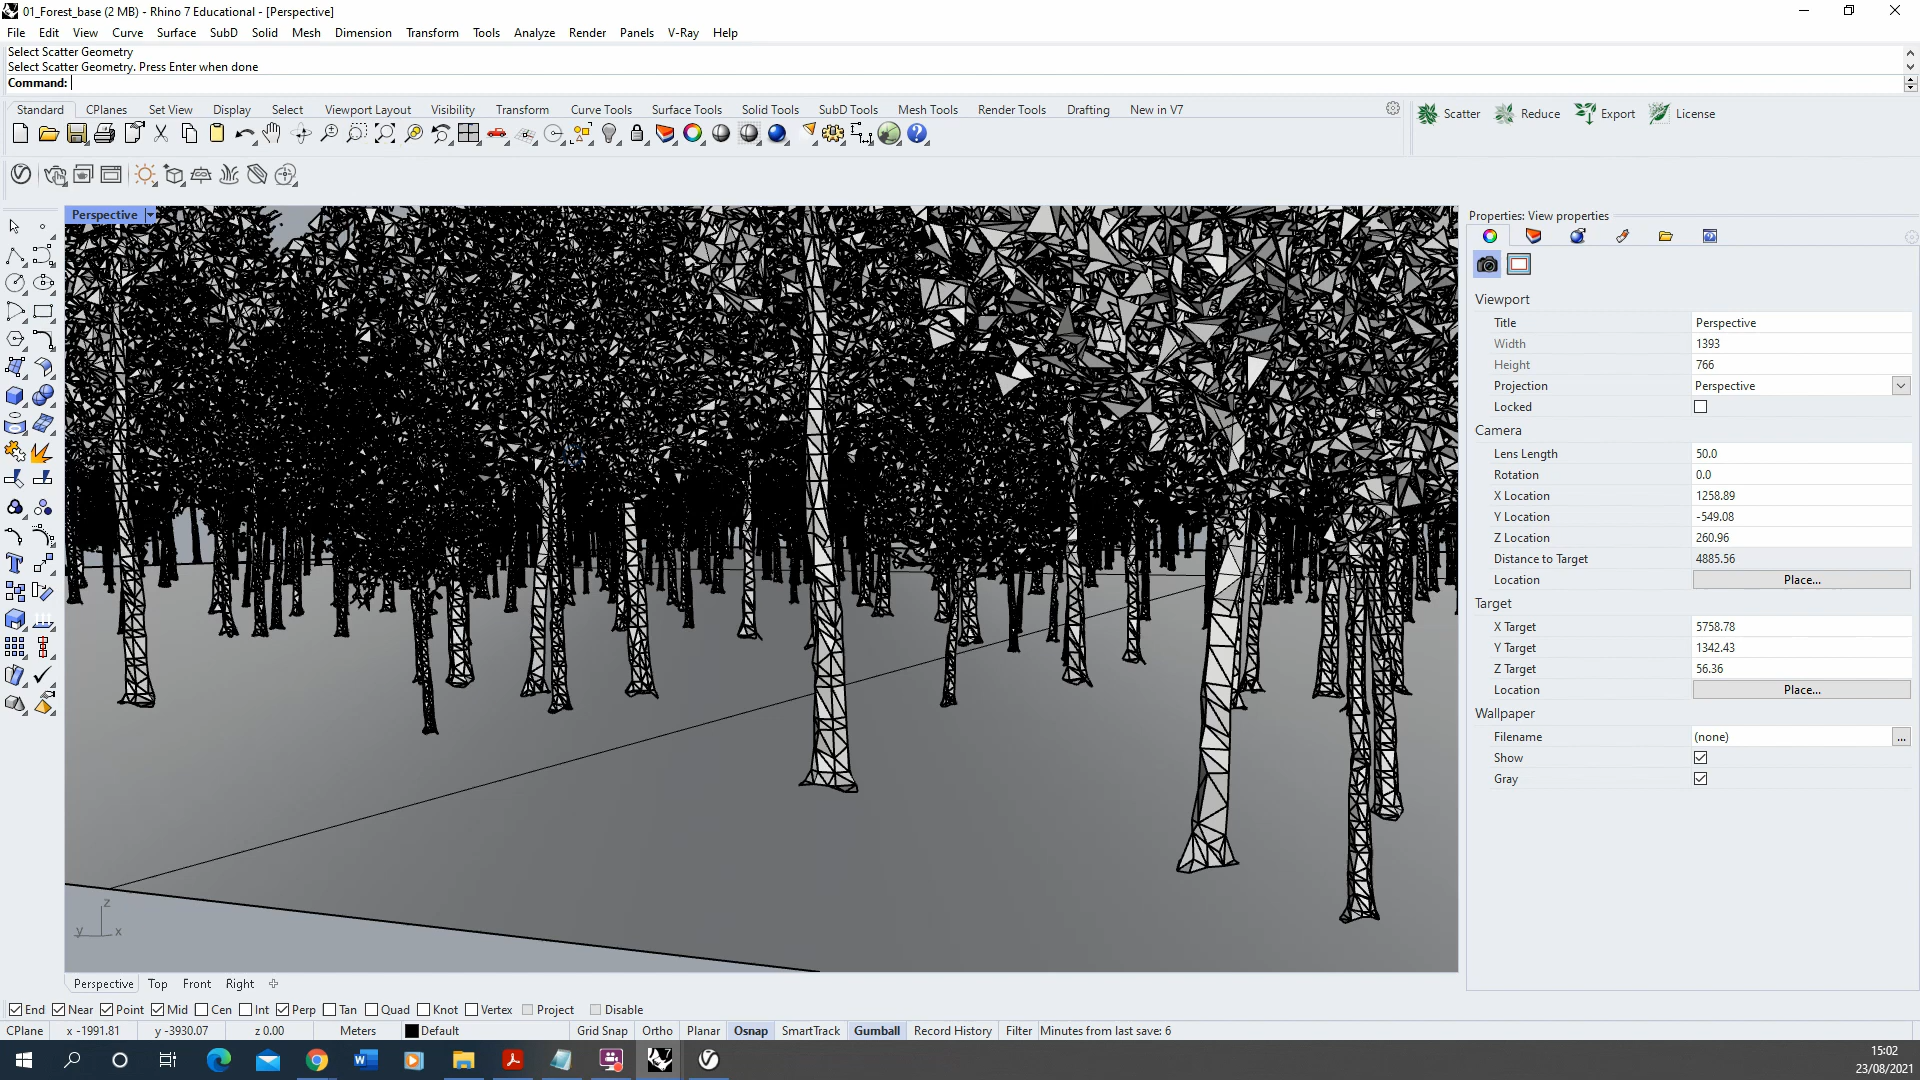 01_Forest_base (2 MB) - Rhino 7 Educational - [Perspective]
File Edit View Curve Surface SubD Solid Mesh Dimension Transform Tools Analyze Render Panels V-Ray Help
Select Scatter Geometry
Select Scatter Geometry. Press Enter when done
Command:
Standard CPlanes Set View Display Select Viewport Layout Visibility Transform Curve Tools Surface Tools Solid Tools SubD Tools Mesh Tools Render Tools Drafting New in V7
Scatter Reduce Export License
Perspective
Properties: View properties
Viewport
Title Perspective
Width 1393
Height 766
Projection Perspective
Locked
Camera
Lens Length 50.0
Rotation 0.0
X Location 1258.89
Y Location -549.08
Z Location 260.96
Distance to Target 4885.56
Location Place...
Target
X Target 5758.78
Y Target 1342.43
Z Target 56.36
Location Place...
Wallpaper
Filename (none) ...
Show
Gray
z
y x
Perspective Top Front Right
End Near Point Mid Cen Int Perp Tan Quad Knot Vertex Project Disable
CPlane x -1991.81 y -3930.07 z 0.00 Meters Default Grid Snap Ortho Planar Osnap SmartTrack Gumball Record History Filter Minutes from last save: 6
15:02
23/08/2021